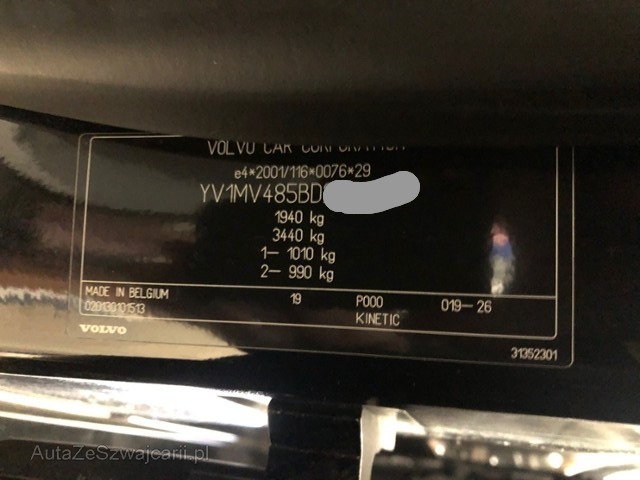 VOLVO CAR CORPORATION
e4*2001/116*0076*29
YV1MV485BD
1940 kg
3440 kg
1– 1010 kg
2– 990 kg
MADE IN BELGIUM 19 P000 019–26
020130101513 KINETIC
VOLVO
31352301
AutaZeSzwajcarii.pl